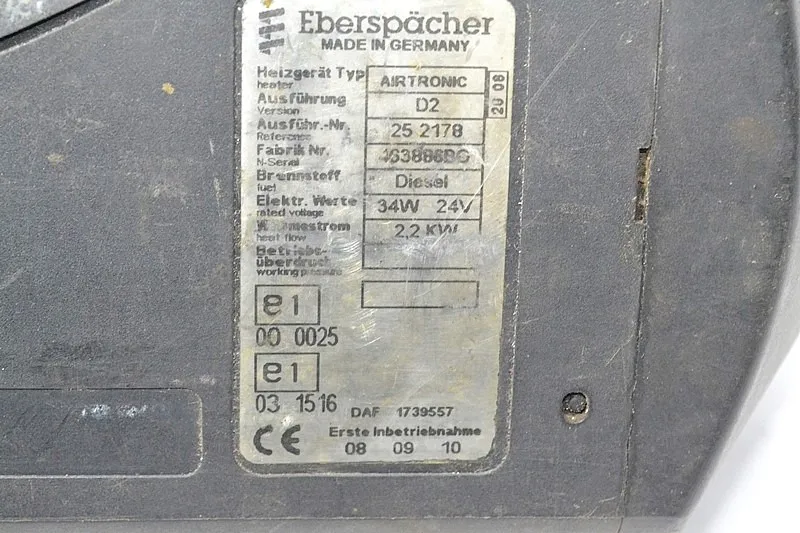 Eberspächer
MADE IN GERMANY
Heizgerät Typ AIRTRONIC
heater
Ausführung D2
Version
Ausführ.-Nr. 25 2178
Reference
Fabrik Nr.
N-Serial
Brennstoff Diesel
fuel
Elektr. Werte 34W 24V
rated voltage
2,2 KW
heat flow
Betriebs-
überdruck
working pressure
20 08
e1
00 0025
e1
03 1516
DAF 1739557
CE
Erste Inbetriebnahme
08 09 10